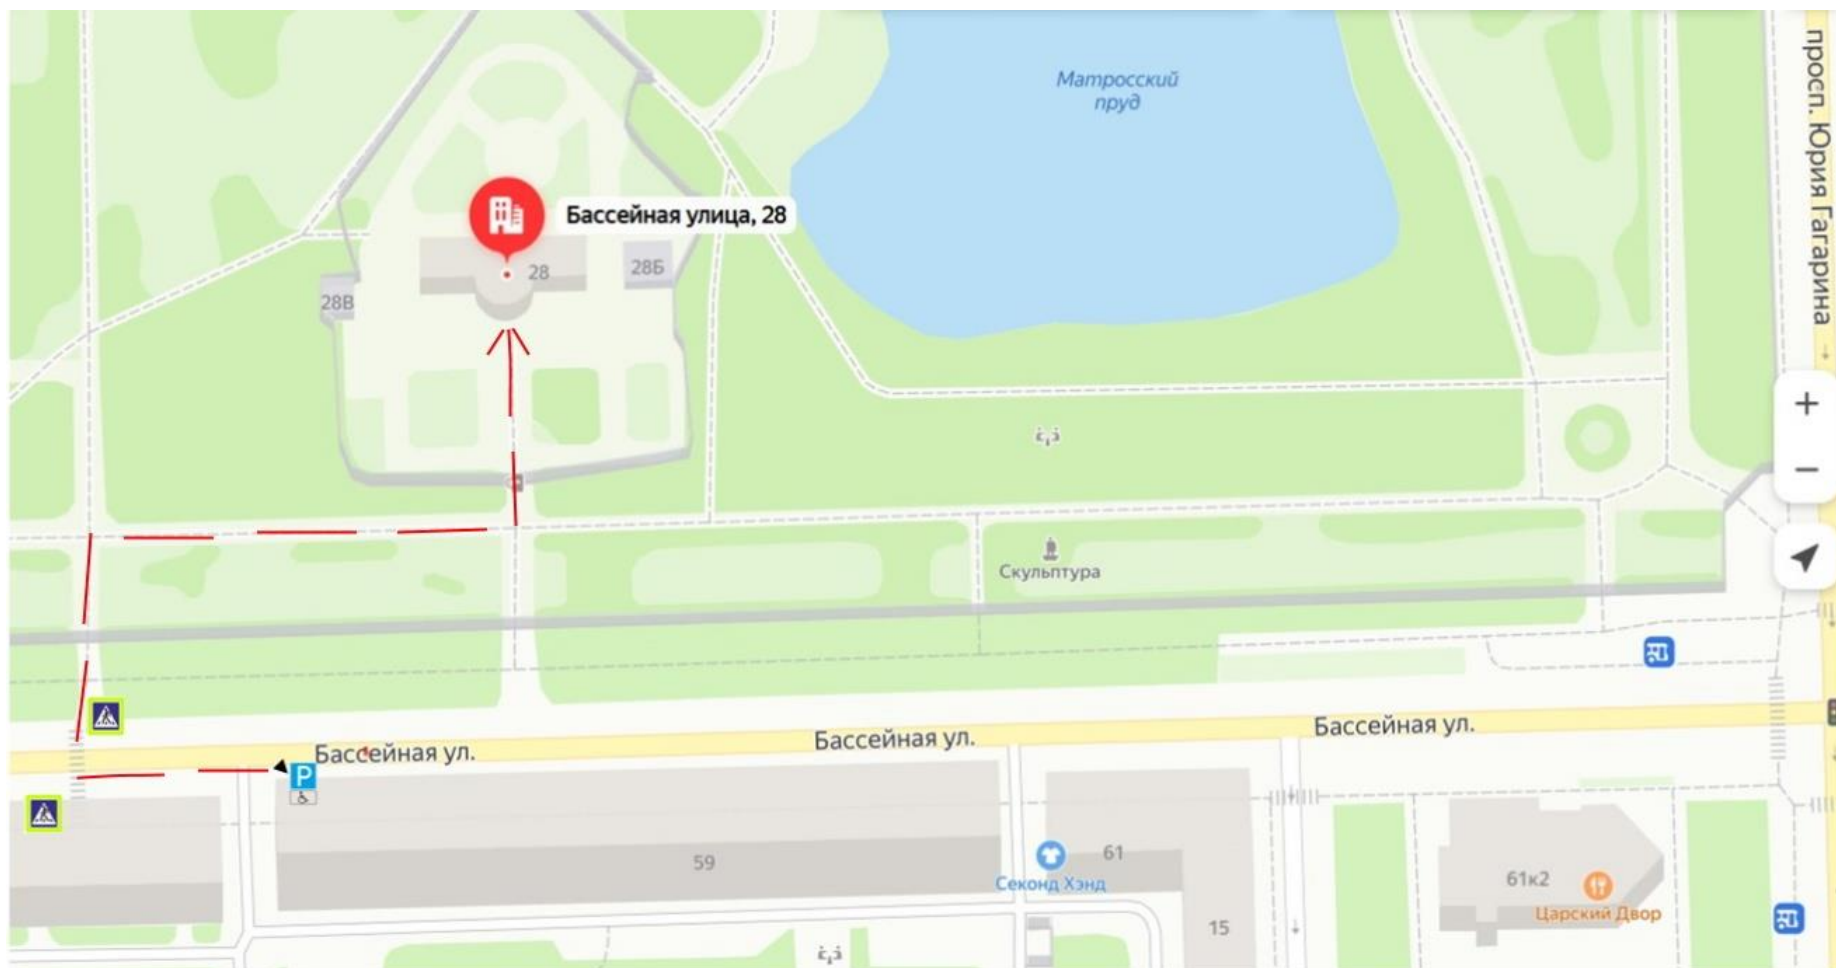 Матросский
пруд
просп. Юрия Гагарина
Бассейная улица, 28
28
28Б
28В
+
−
Скульптура
Бассейная ул.
Бассейная ул.
Бассейная ул.
P
59
61
Секонд Хэнд
61к2
Царский Двор
15